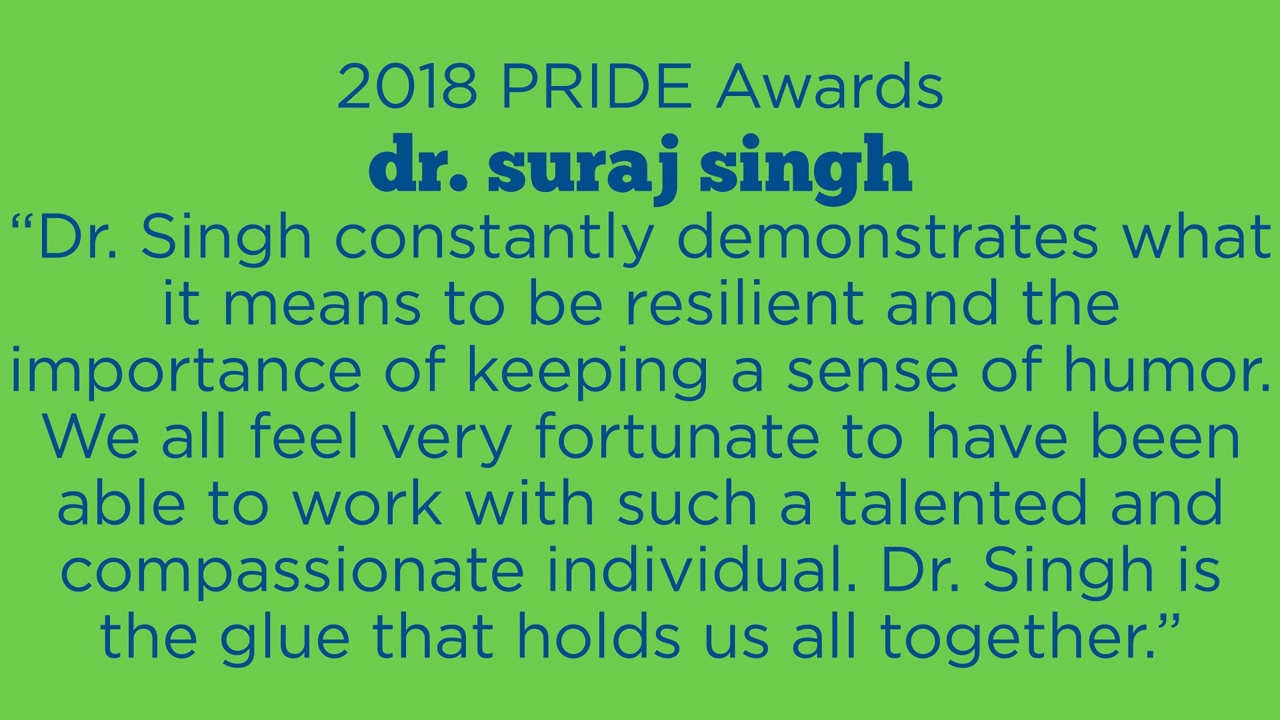 2018 PRIDE Awards
dr. suraj singh
“Dr. Singh constantly demonstrates what
it means to be resilient and the
importance of keeping a sense of humor.
We all feel very fortunate to have been
able to work with such a talented and
compassionate individual. Dr. Singh is
the glue that holds us all together.”